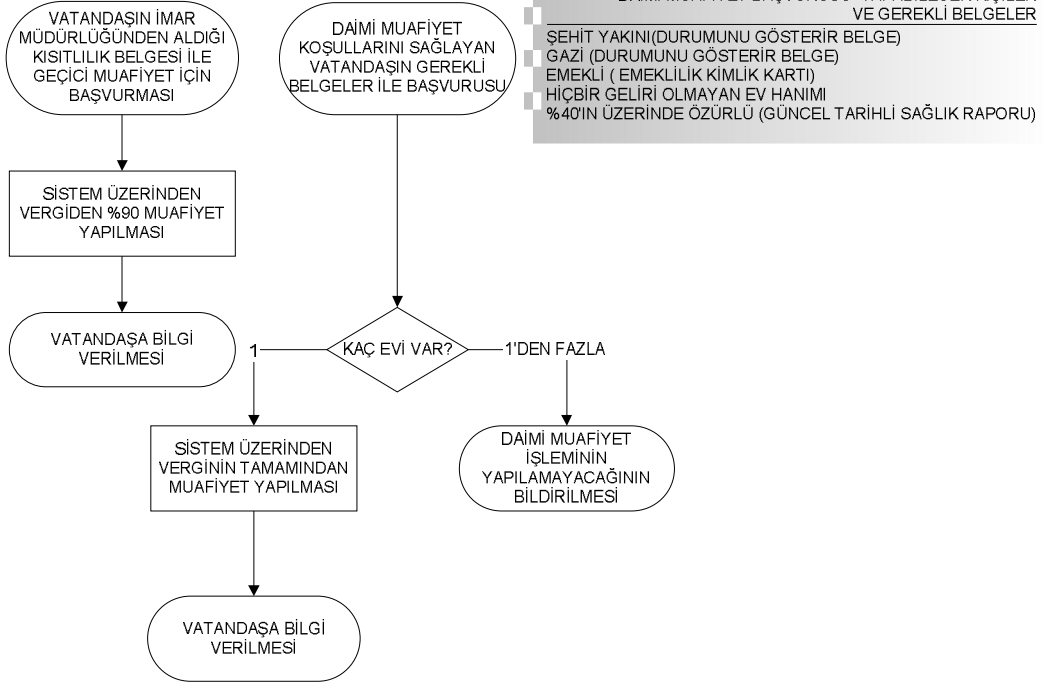 VATANDAŞIN İMAR
MÜDÜRLÜĞÜNDEN ALDIĞI
KISITLILIK BELGESİ İLE
GEÇİCİ MUAFİYET İÇİN
BAŞVURMASI
SİSTEM ÜZERİNDEN
VERGİDEN %90 MUAFİYET
YAPILMASI
VATANDAŞA BİLGİ
VERİLMESİ
DAİMİ MUAFİYET
KOŞULLARINI SAĞLAYAN
VATANDAŞIN GEREKLİ
BELGELER İLE BAŞVURUSU
VE GEREKLİ BELGELER
ŞEHİT YAKINI(DURUMUNU GÖSTERİR BELGE)
GAZİ (DURUMUNU GÖSTERİR BELGE)
EMEKLİ ( EMEKLİLİK KİMLİK KARTI)
HİÇBİR GELİRİ OLMAYAN EV HANIMI
%40'IN ÜZERİNDE ÖZÜRLÜ (GÜNCEL TARİHLİ SAĞLIK RAPORU)
KAÇ EVİ VAR?
1
1'DEN FAZLA
SİSTEM ÜZERİNDEN
VERGİNİN TAMAMINDAN
MUAFİYET YAPILMASI
DAİMİ MUAFİYET
İŞLEMİNİN
YAPILAMAYACAĞININ
BİLDİRİLMESİ
VATANDAŞA BİLGİ
VERİLMESİ